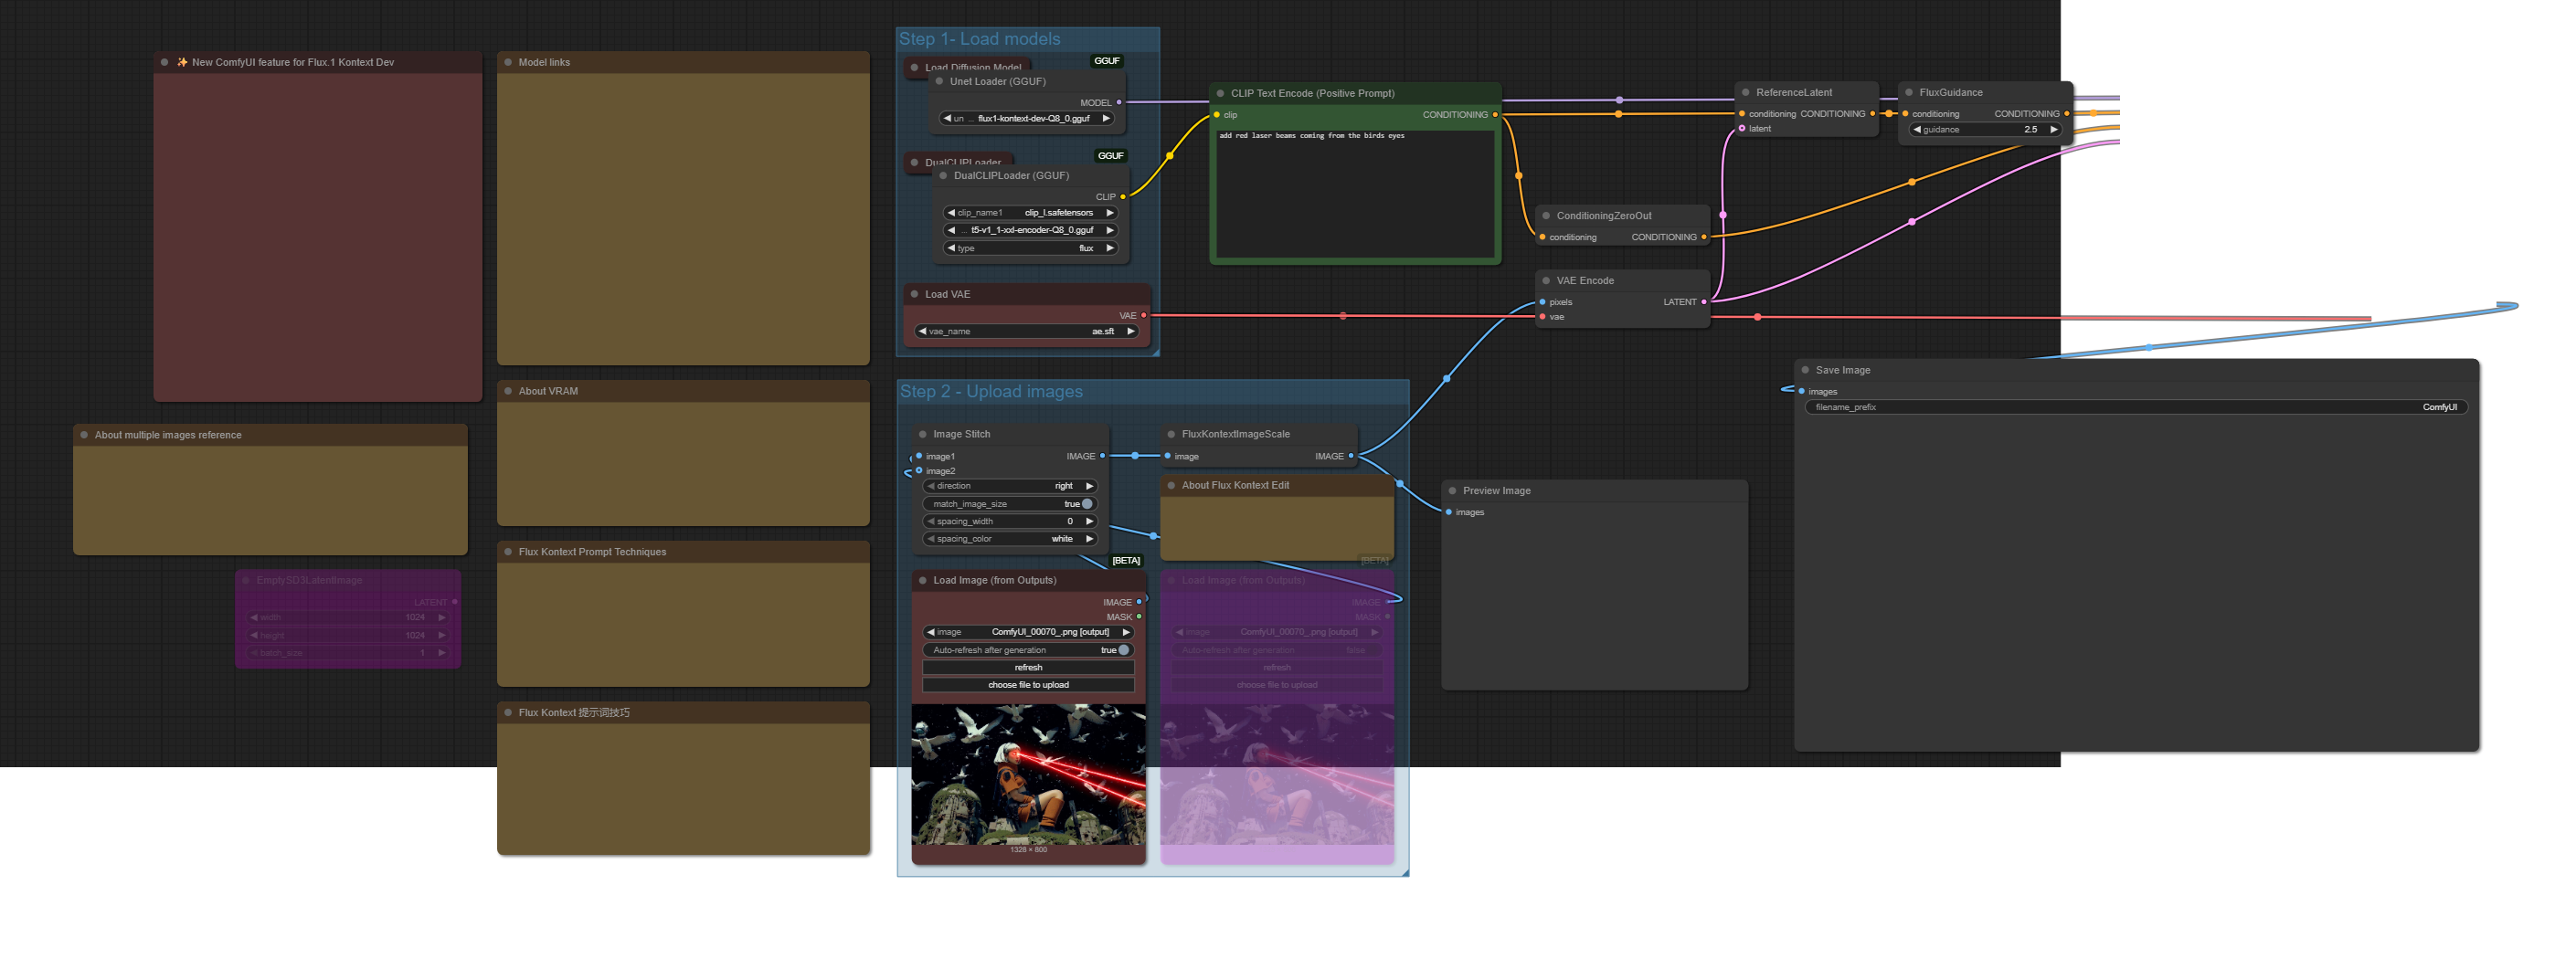 ✨ New ComfyUI feature for Flux.1 Kontext Dev
About multiple images reference
EmptySD3LatentImage
LATENT
width 1024
height 1024
batch_size 1
Model links
About VRAM
Flux Kontext Prompt Techniques
Flux Kontext 提示词技巧
Step 1- Load models
GGUF
Load Diffusion Model
Unet Loader (GGUF)
MODEL
un ... flux1-kontext-dev-Q8_0.gguf
GGUF
DualCLIPLoader
DualCLIPLoader (GGUF)
CLIP
clip_name1 clip_l.safetensors
... t5-v1_1-xxl-encoder-Q8_0.gguf
type flux
Load VAE
VAE
vae_name ae.sft
Step 2 - Upload images
Image Stitch
image1 IMAGE
image2
direction right
match_image_size true
spacing_width 0
spacing_color white
FluxKontextImageScale
image IMAGE
About Flux Kontext Edit
[BETA]
Load Image (from Outputs)
IMAGE
MASK
image ComfyUI_00070_.png [output]
Auto-refresh after generation true
refresh
choose file to upload
1328 × 800
[BETA]
Load Image (from Outputs)
IMAGE
MASK
image ComfyUI_00070_.png [output]
Auto-refresh after generation false
refresh
choose file to upload
CLIP Text Encode (Positive Prompt)
clip CONDITIONING
add red laser beams coming from the birds eyes
ConditioningZeroOut
conditioning CONDITIONING
VAE Encode
pixels LATENT
vae
ReferenceLatent
conditioning CONDITIONING
latent
FluxGuidance
conditioning CONDITIONING
guidance 2.5
Preview Image
images
Save Image
images
filename_prefix ComfyUI